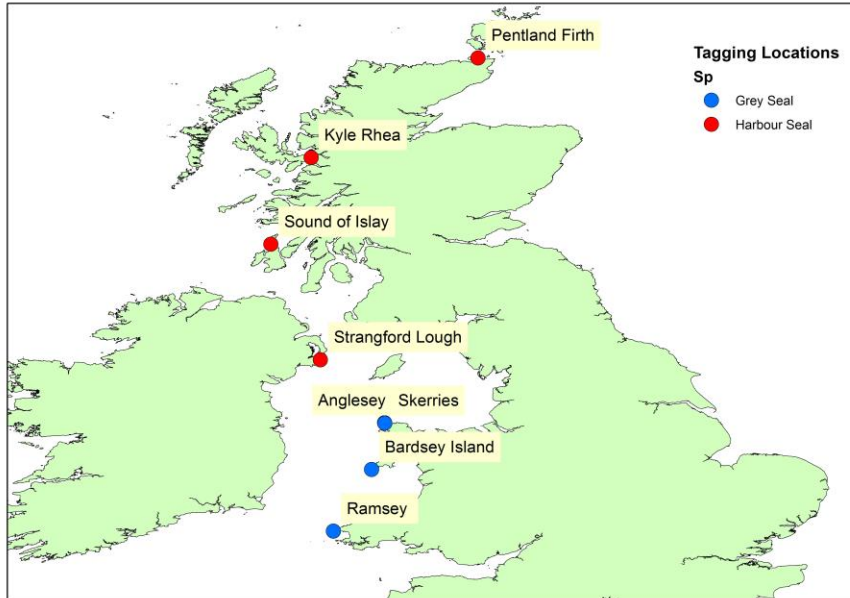 Pentland Firth
Tagging Locations
Sp
Grey Seal
Harbour Seal
Kyle Rhea
Sound of Islay
Strangford Lough
Anglesey Skerries
Bardsey Island
Ramsey